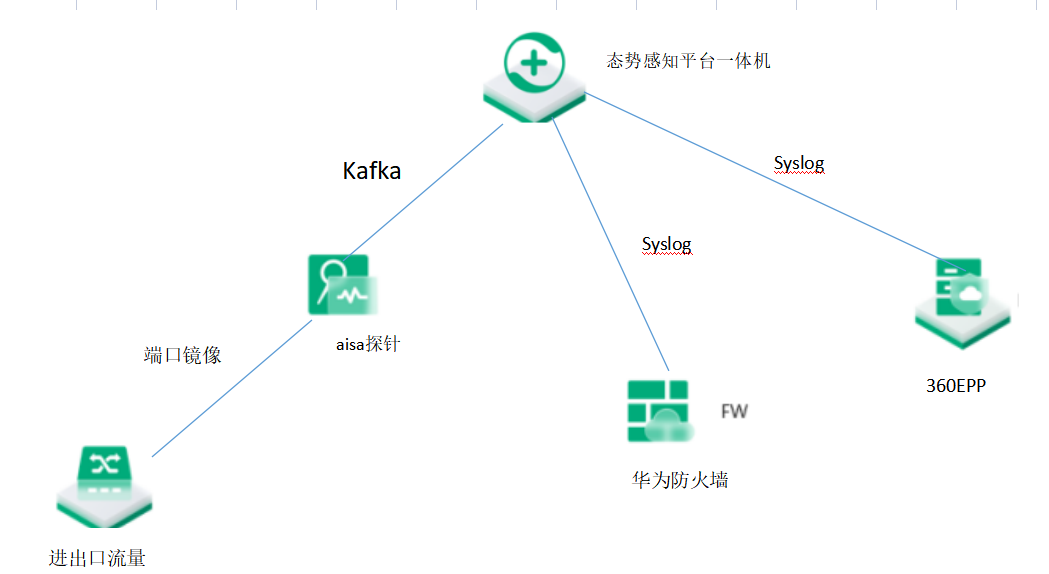 态势感知平台一体机
Kafka
Syslog
Syslog
aisa探针
端口镜像
360EPP
FW
华为防火墙
进出口流量